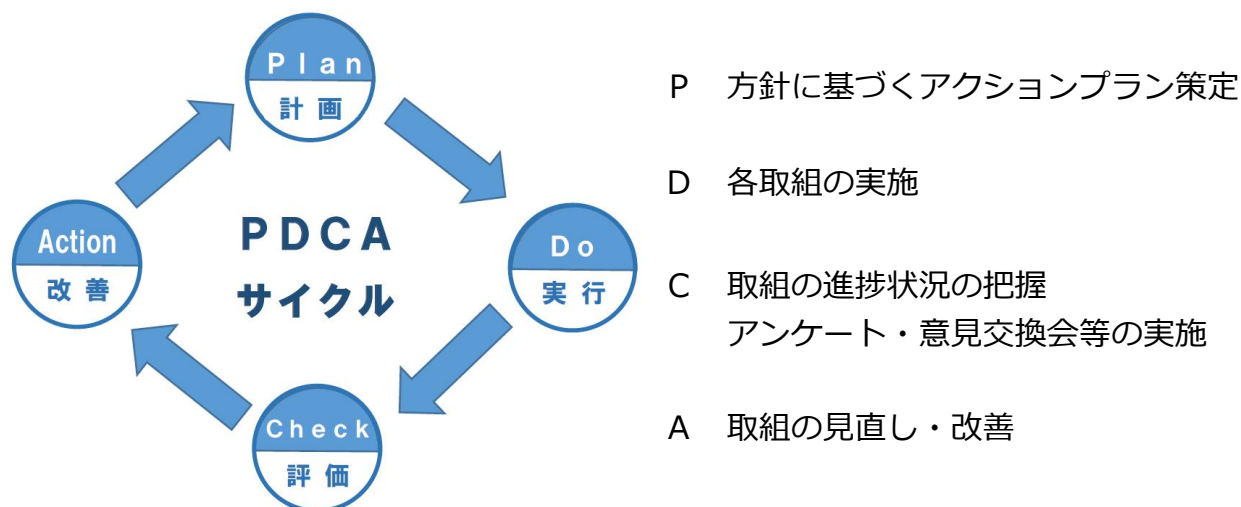 Plan
計画
Do
実行
Check
評価
Action
改善
PDCA
サイクル
P 方針に基づくアクションプラン策定
D 各取組の実施
C 取組の進捗状況の把握
アンケート・意見交換会等の実施
A 取組の見直し・改善